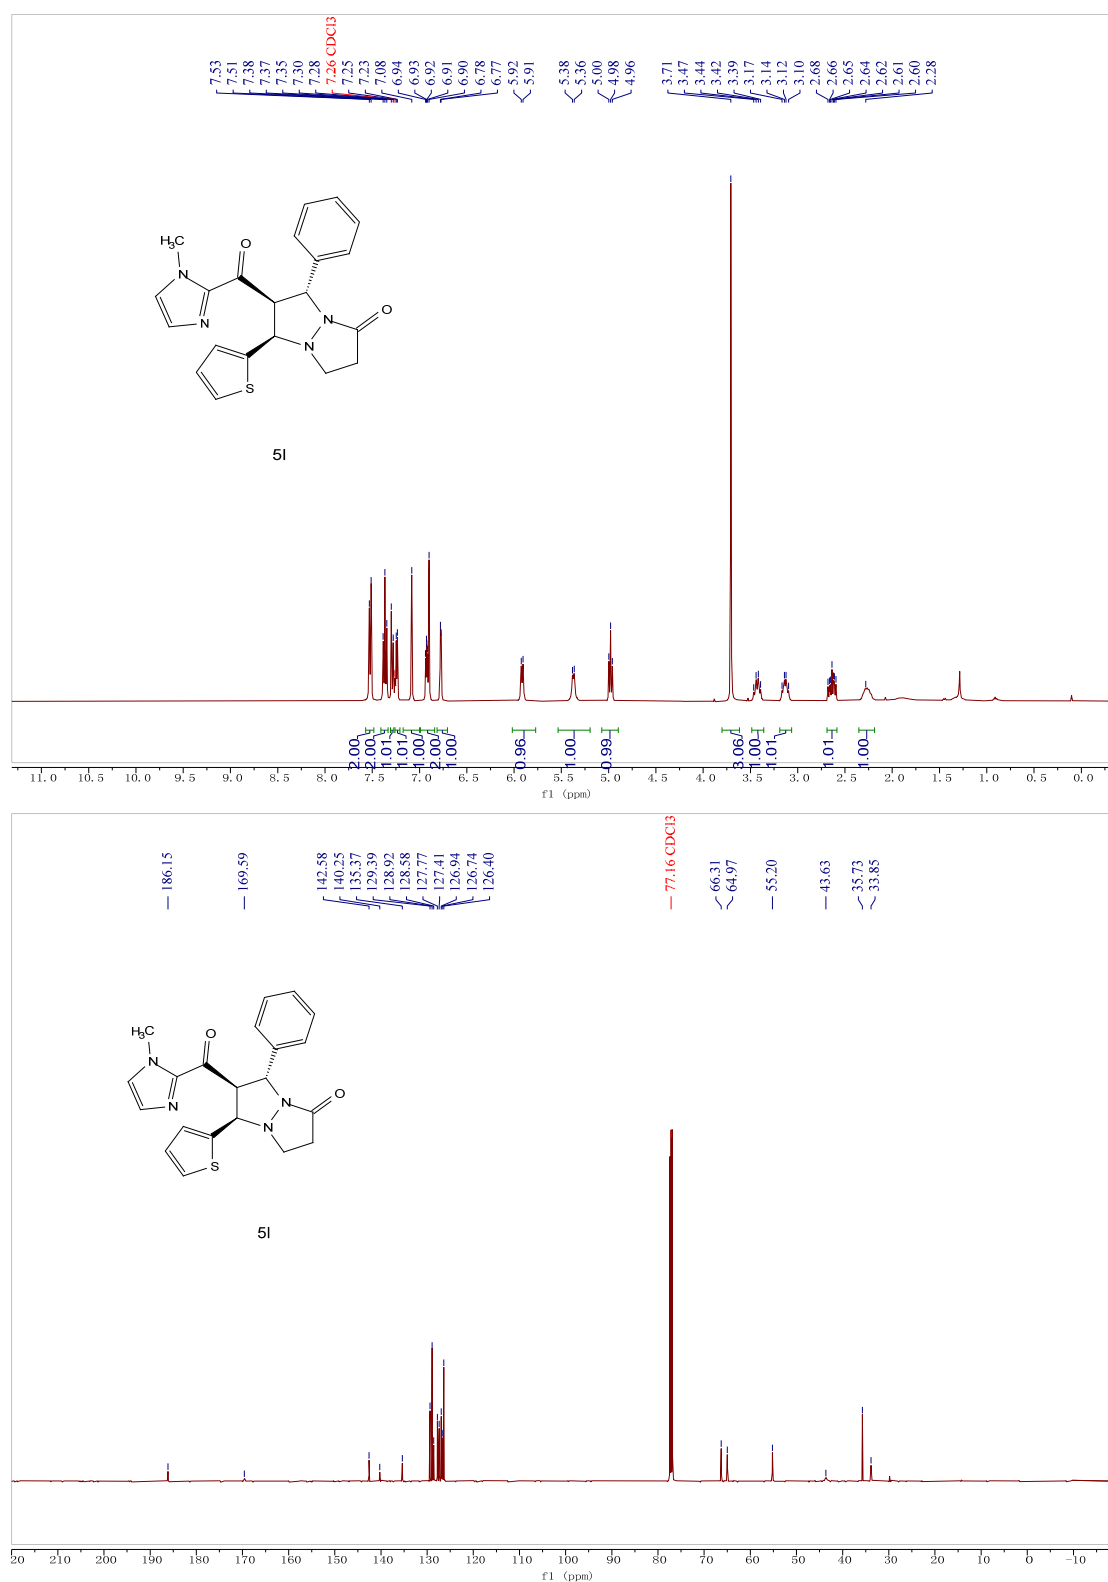 7.53 7.51 7.38 7.37 7.35 7.30 7.28 7.26 CDCl3 7.25 7.23 7.08 6.94 6.93 6.92 6.91 6.90 6.78 6.77 5.92 5.91 5.38 5.36 5.00 4.98 4.96 3.71 3.47 3.44 3.42 3.39 3.17 3.14 3.12 3.10 2.68 2.66 2.65 2.64 2.62 2.61 2.60 2.28
H3C
O
N
N
N
O
N
S
5l
2.00 2.00 1.01 1.01 1.00 2.00 1.00 0.96 1.00 0.99 3.06 1.00 1.01 1.01 1.00
11.0 10.5 10.0 9.5 9.0 8.5 8.0 7.5 7.0 6.5 6.0 5.5 5.0 4.5 4.0 3.5 3.0 2.5 2.0 1.5 1.0 0.5 0.0
f1 (ppm)
186.15 169.59 142.58 140.25 135.37 129.39 128.92 128.58 127.77 127.41 126.94 126.74 126.40 77.16 CDCl3 66.31 64.97 55.20 43.63 35.73 33.85
H3C
O
N
N
N
O
N
S
5l
20 210 200 190 180 170 160 150 140 130 120 110 100 90 80 70 60 50 40 30 20 10 0 -10
f1 (ppm)